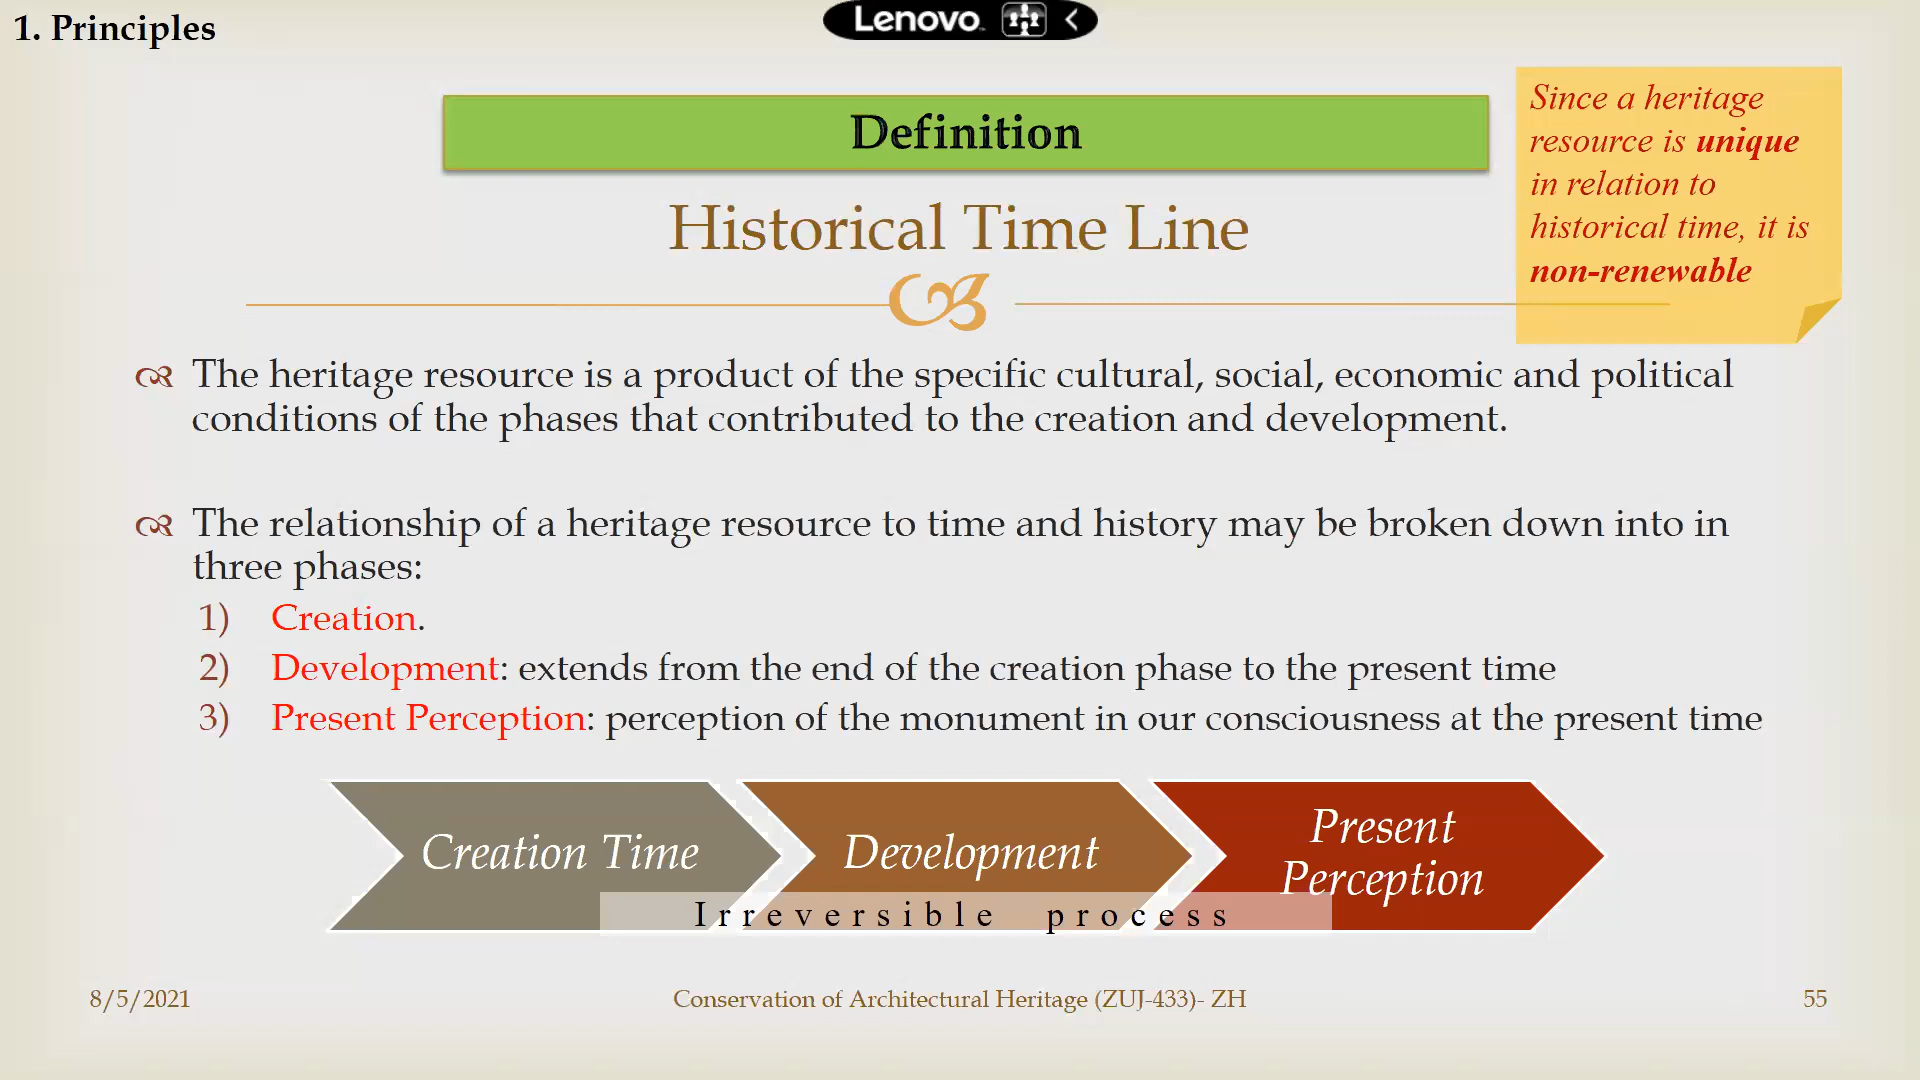 1. Principles
Lenovo
Definition
Since a heritage
resource is unique
in relation to
historical time, it is
non-renewable
Historical Time Line
The heritage resource is a product of the specific cultural, social, economic and political
conditions of the phases that contributed to the creation and development.
The relationship of a heritage resource to time and history may be broken down into in
three phases:
1) Creation.
2) Development: extends from the end of the creation phase to the present time
3) Present Perception: perception of the monument in our consciousness at the present time
Creation Time
Development
Present
Perception
Irreversible process
8/5/2021
Conservation of Architectural Heritage (ZUJ-433)- ZH
55